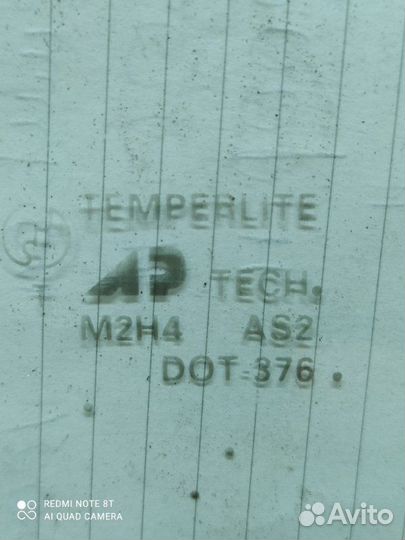 TEMPERLITE
AP TECH.
M2H4 AS2
DOT-376.
REDMI NOTE 8T
AI QUAD CAMERA
Avito